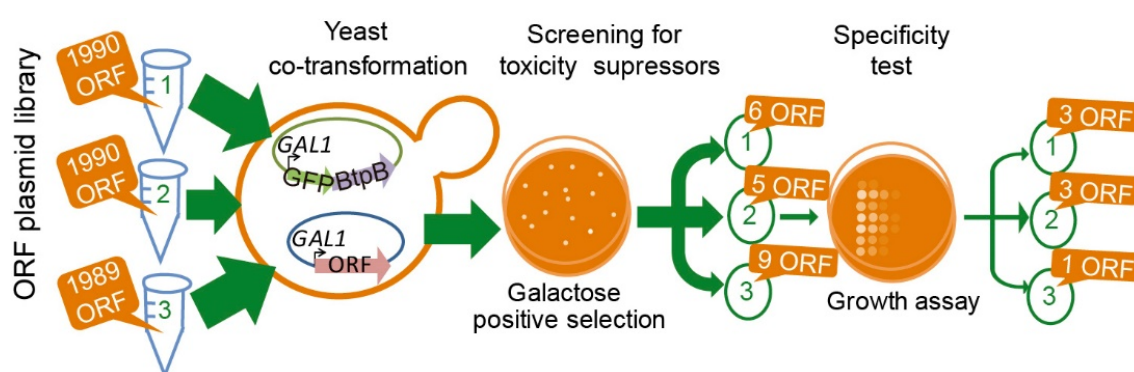 ORF plasmid library
1990
ORF
1
1990
ORF
2
1989
ORF
3
Yeast
co-transformation
GAL1
GFP BtpB
GAL1
ORF
Screening for
toxicity supressors
Galactose
positive selection
6 ORF
1
5 ORF
2
9 ORF
3
Specificity
test
Growth assay
3 ORF
1
3 ORF
2
1 ORF
3